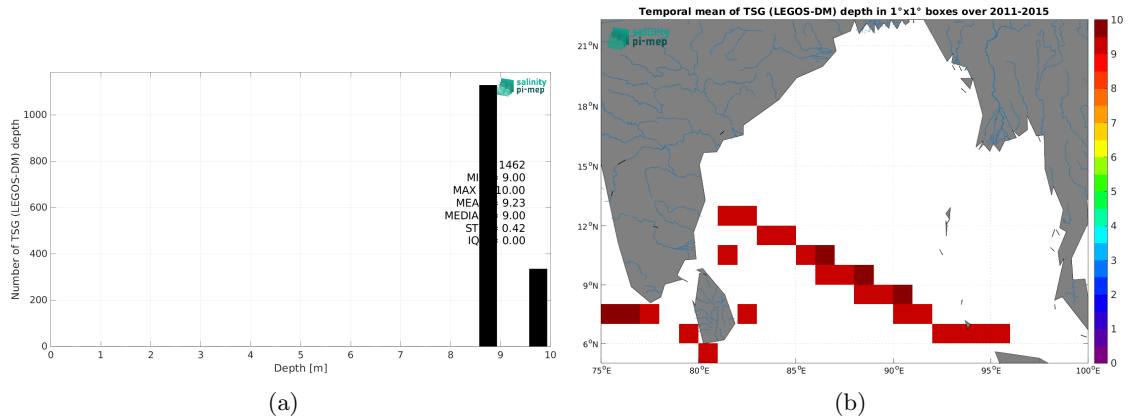 salinity
pi-mep
1462
MI = 9.00
MAX 10.00
MEA = 9.23
MEDIA = 9.00
ST = 0.42
IQ = 0.00
Number of TSG (LEGOS-DM) depth
1000
800
600
400
200
0
0 1 2 3 4 5 6 7 8 9 10
Depth [m]
(a)
Temporal mean of TSG (LEGOS-DM) depth in 1°x1° boxes over 2011-2015
salinity
pi-mep
21°N
18°N
15°N
12°N
9°N
6°N
75°E 80°E 85°E 90°E 95°E 100°E
10
9
8
7
6
5
4
3
2
1
0
(b)